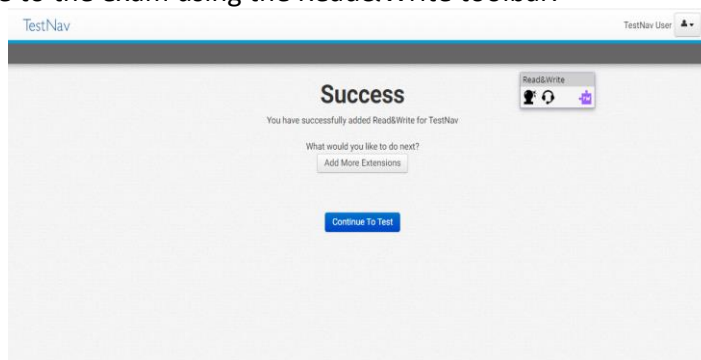 to the exam using the Read&Write toolbar.
TestNav
TestNav User
Read&Write
Success
You have successfully added Read&Write for TestNav
What would you like to do next?
Add More Extensions
Continue To Test